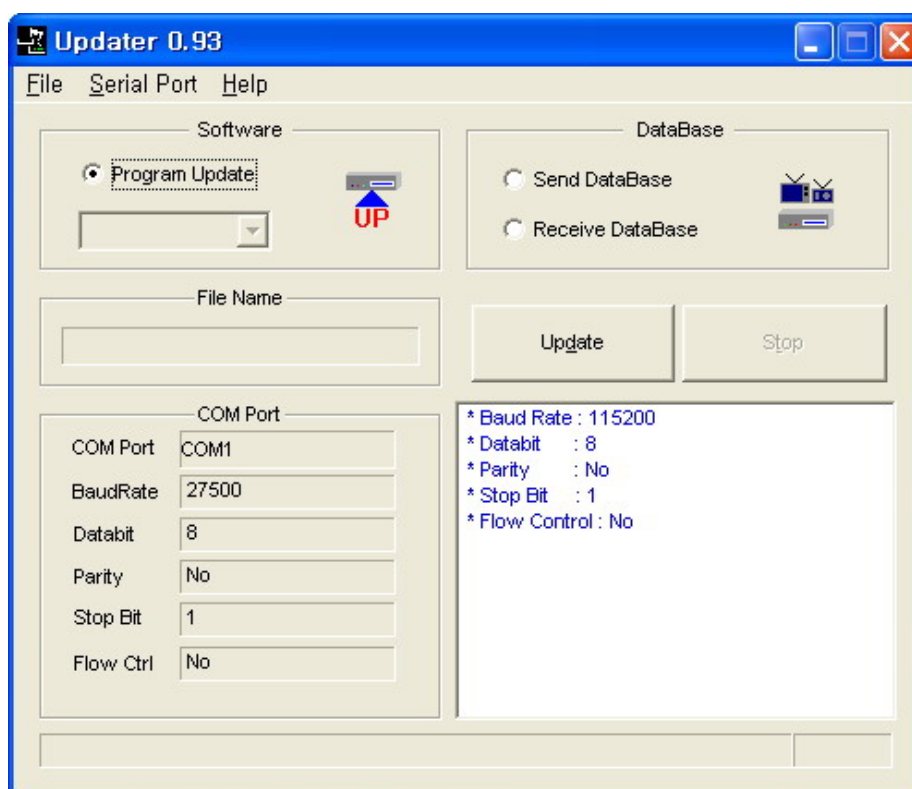 Updater 0.93
File Serial Port Help
Software
Program Update
UP
DataBase
Send DataBase
Receive DataBase
File Name
Update
Stop
COM Port
COM Port COM1
BaudRate 27500
Databit 8
Parity No
Stop Bit 1
Flow Ctrl No
* Baud Rate : 115200
* Databit : 8
* Parity : No
* Stop Bit : 1
* Flow Control : No